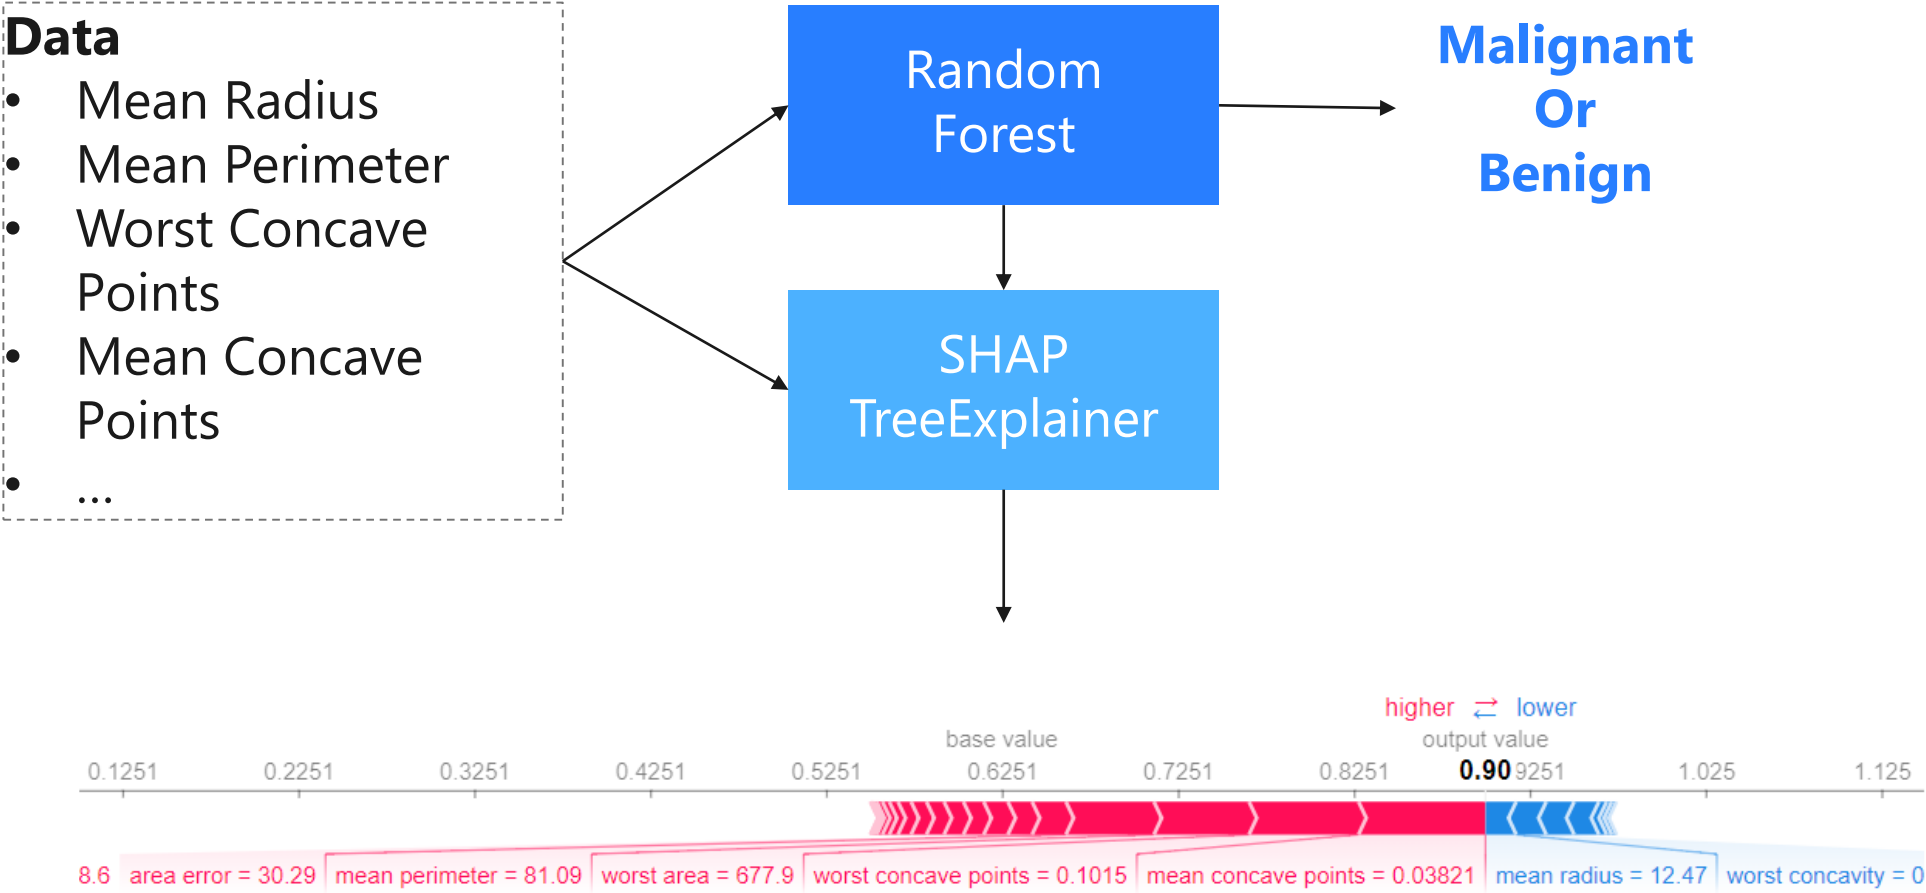 Data
• Mean Radius
• Mean Perimeter
• Worst Concave
Points
• Mean Concave
Points
• ...
Random
Forest
Malignant
Or
Benign
SHAP
TreeExplainer
higher ⇄ lower
base value
output value
0.1251 0.2251 0.3251 0.4251 0.5251 0.6251 0.7251 0.8251 0.90 9251 1.025 1.125
8.6 area error = 30.29 mean perimeter = 81.09 worst area = 677.9 worst concave points = 0.1015 mean concave points = 0.03821 mean radius = 12.47 worst concavity = 0